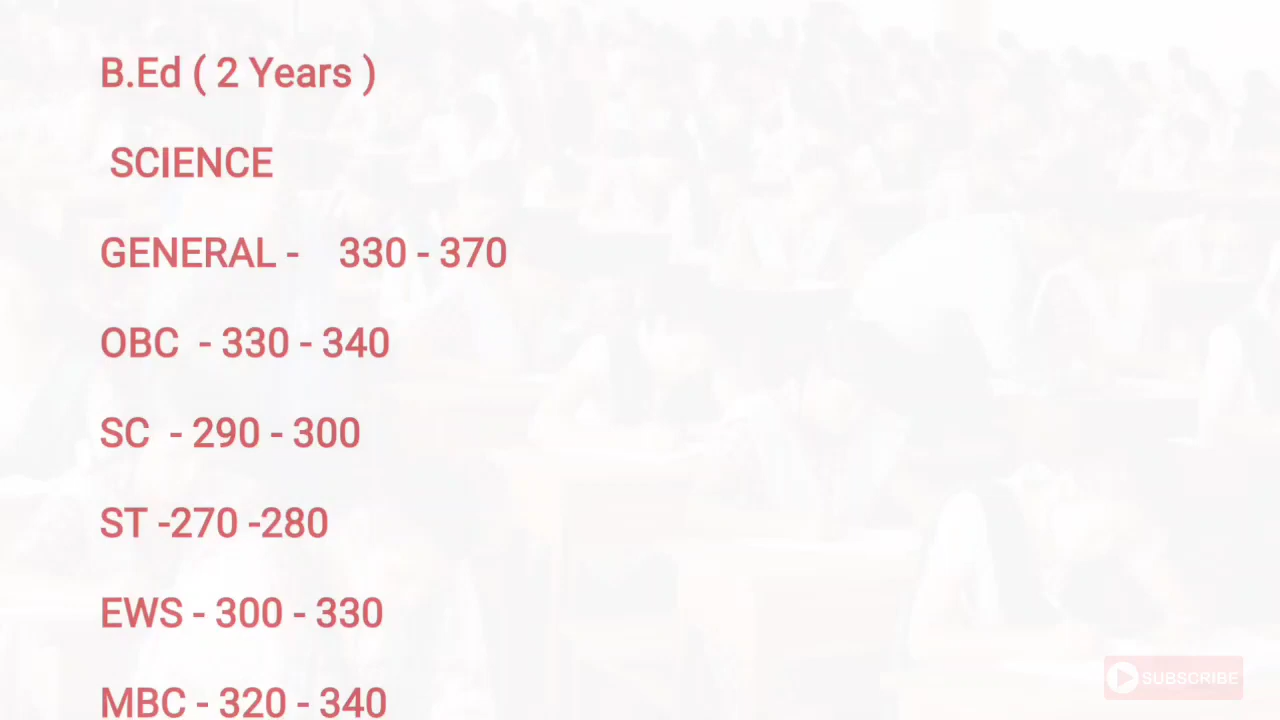 B.Ed ( 2 Years )
SCIENCE
GENERAL - 330 - 370
OBC - 330 - 340
SC - 290 - 300
ST -270 -280
EWS - 300 - 330
MBC - 320 - 340
SUBSCRIBE